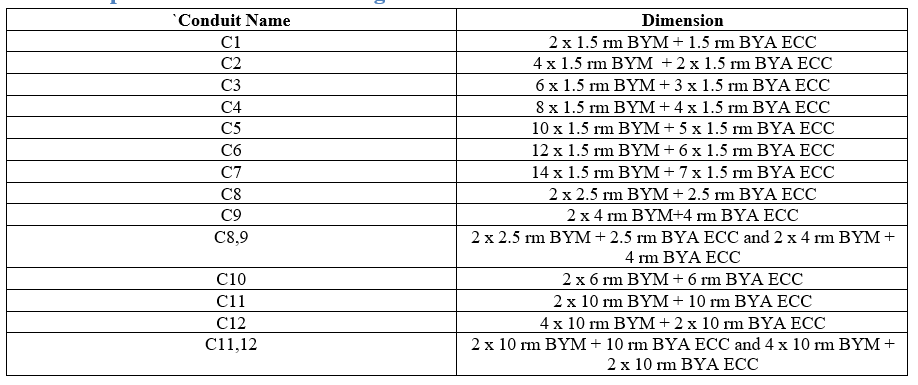 `Conduit Name Dimension
C1 2 x 1.5 rm BYM + 1.5 rm BYA ECC
C2 4 x 1.5 rm BYM + 2 x 1.5 rm BYA ECC
C3 6 x 1.5 rm BYM + 3 x 1.5 rm BYA ECC
C4 8 x 1.5 rm BYM + 4 x 1.5 rm BYA ECC
C5 10 x 1.5 rm BYM + 5 x 1.5 rm BYA ECC
C6 12 x 1.5 rm BYM + 6 x 1.5 rm BYA ECC
C7 14 x 1.5 rm BYM + 7 x 1.5 rm BYA ECC
C8 2 x 2.5 rm BYM + 2.5 rm BYA ECC
C9 2 x 4 rm BYM+4 rm BYA ECC
C8,9 2 x 2.5 rm BYM + 2.5 rm BYA ECC and 2 x 4 rm BYM +
4 rm BYA ECC
C10 2 x 6 rm BYM + 6 rm BYA ECC
C11 2 x 10 rm BYM + 10 rm BYA ECC
C12 4 x 10 rm BYM + 2 x 10 rm BYA ECC
C11,12 2 x 10 rm BYM + 10 rm BYA ECC and 4 x 10 rm BYM +
2 x 10 rm BYA ECC